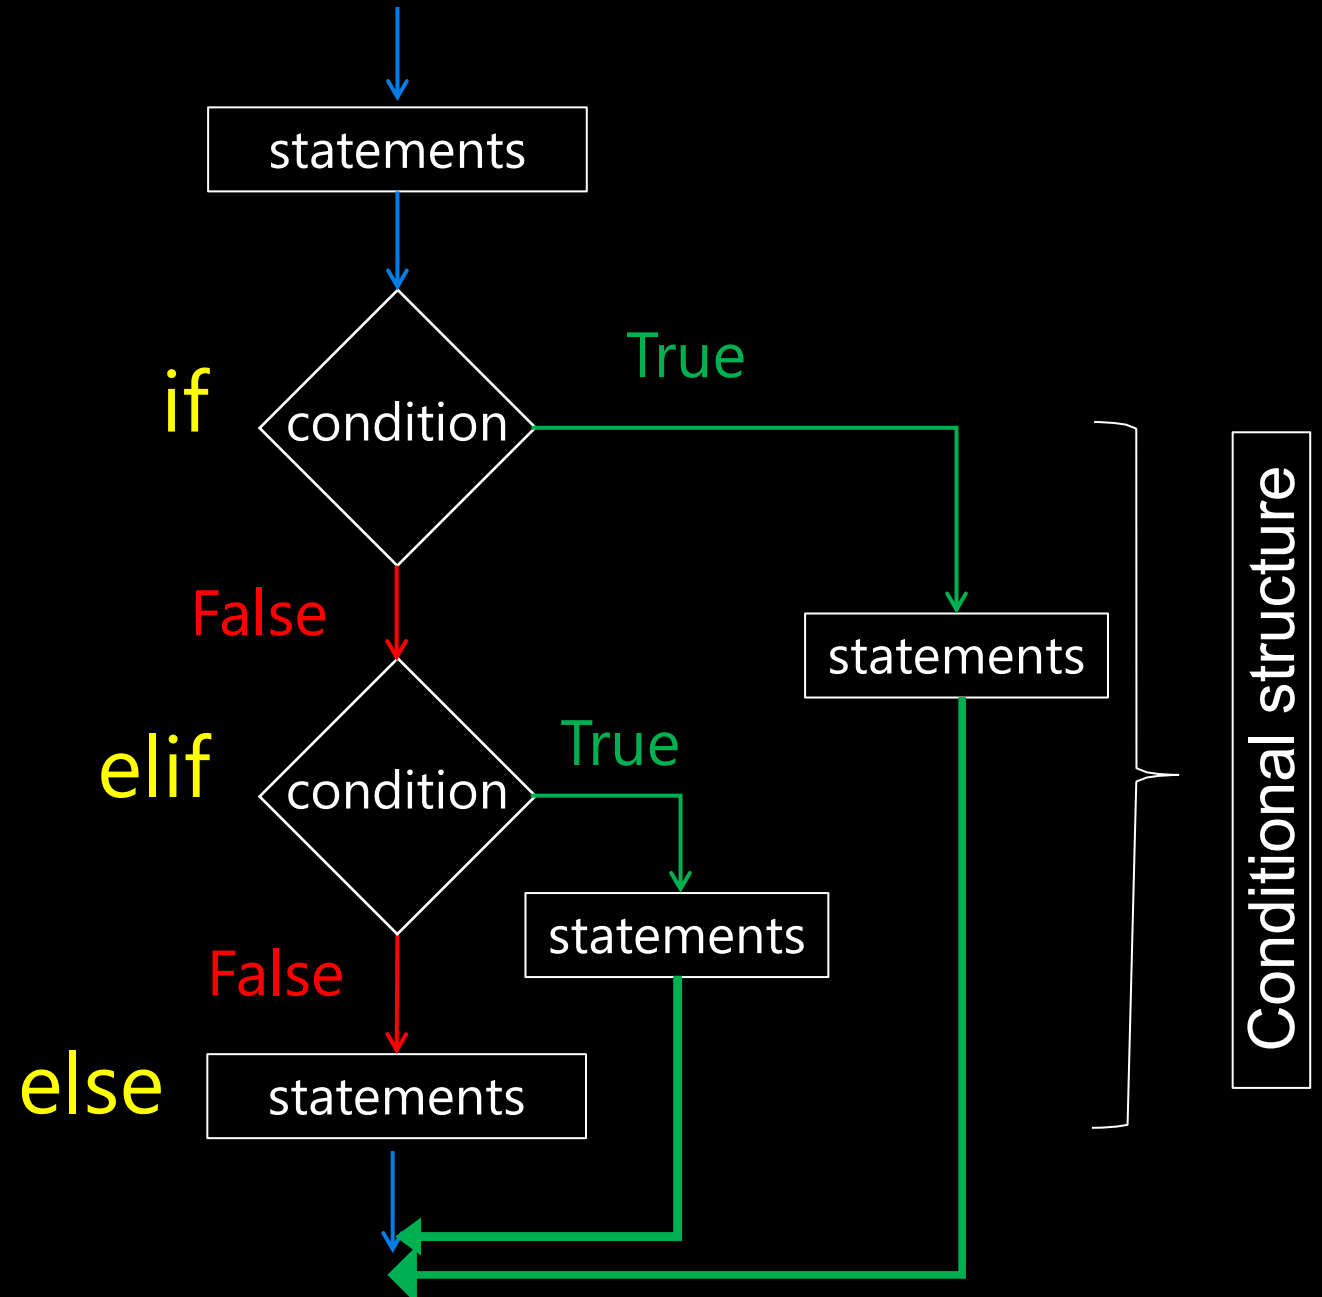 statements
if
condition
True
False
statements
elif
condition
True
statements
False
else
statements
Conditional structure